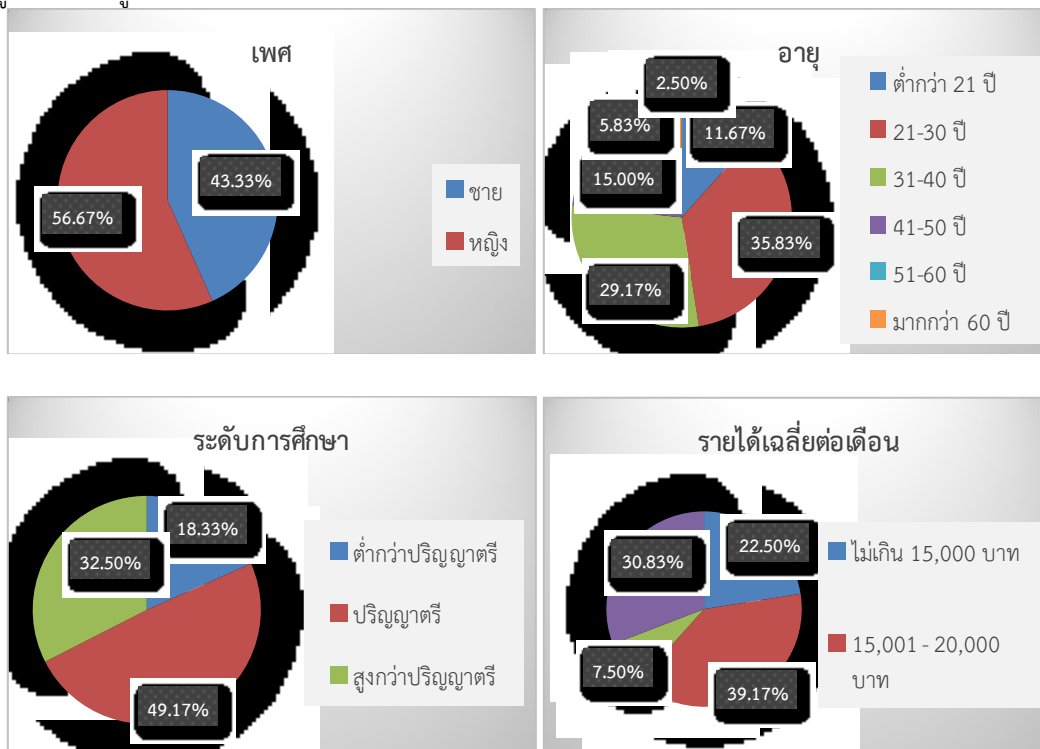 เพศ
43.33%
56.67%
ชาย
หญิง
อายุ
2.50%
5.83%
11.67%
15.00%
35.83%
29.17%
ต่ำกว่า 21 ปี
21-30 ปี
31-40 ปี
41-50 ปี
51-60 ปี
มากกว่า 60 ปี
ระดับการศึกษา
18.33%
32.50%
49.17%
ต่ำกว่าปริญญาตรี
ปริญญาตรี
สูงกว่าปริญญาตรี
รายได้เฉลี่ยต่อเดือน
22.50%
30.83%
7.50%
39.17%
ไม่เกิน 15,000 บาท
15,001 - 20,000
บาท